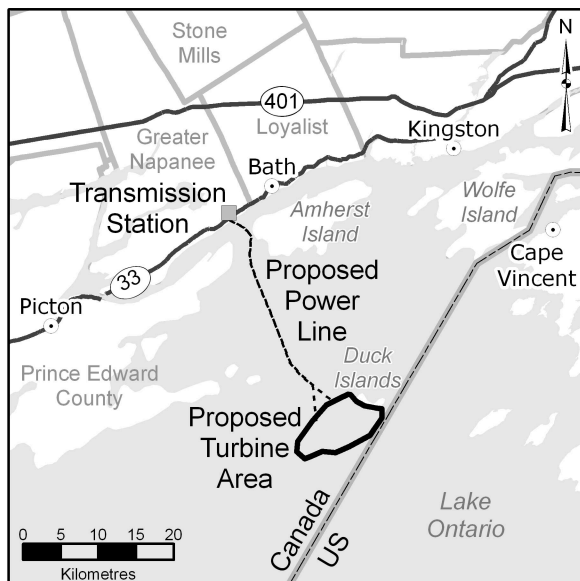 Stone
Mills
N
401
Greater
Napanee
Loyalist
Kingston
Bath
Transmission
Station
Amherst
Island
Wolfe
Island
Cape
Vincent
33
Proposed
Power
Line
Picton
Duck
Islands
Prince Edward
County
Proposed
Turbine
Area
Canada
US
Lake
Ontario
0 5 10 15 20
Kilometres